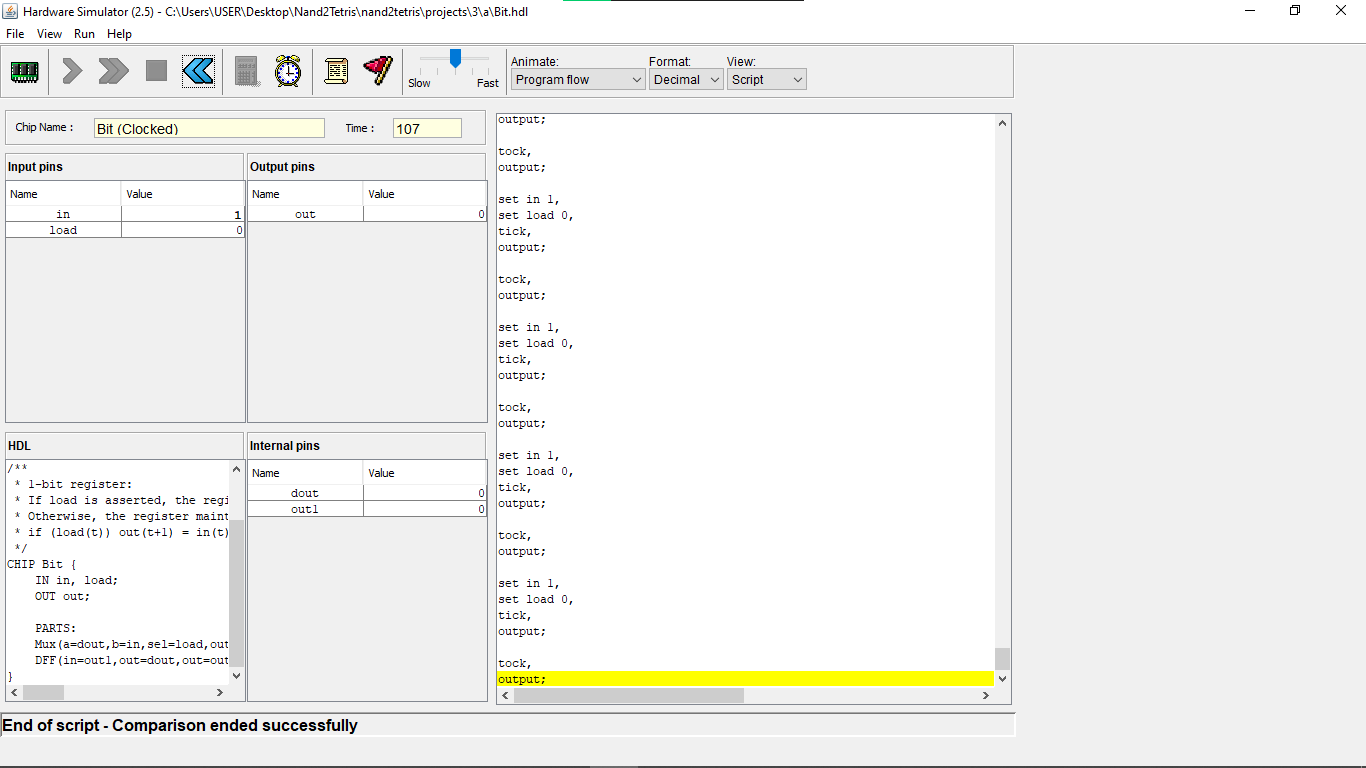 Hardware Simulator (2.5) - C:\Users\USER\Desktop\Nand2Tetris\nand2tetris\projects\3\a\Bit.hdl
File View Run Help
Slow Fast
Animate: Format: View:
Program flow Decimal Script
Chip Name : Bit (Clocked) Time : 107
Input pins
Name Value
in 1
load 0
Output pins
Name Value
out 0
HDL
/**
* 1-bit register:
* If load is asserted, the regi
* Otherwise, the register maint
* if (load(t)) out(t+1) = in(t)
*/
CHIP Bit {
IN in, load;
OUT out;
PARTS:
Mux(a=dout,b=in,sel=load,out
DFF(in=out1,out=dout,out=out
}
Internal pins
Name Value
dout 0
out1 0
output;
tock,
output;
set in 1,
set load 0,
tick,
output;
tock,
output;
set in 1,
set load 0,
tick,
output;
tock,
output;
set in 1,
set load 0,
tick,
output;
tock,
output;
set in 1,
set load 0,
tick,
output;
tock,
output;
End of script - Comparison ended successfully